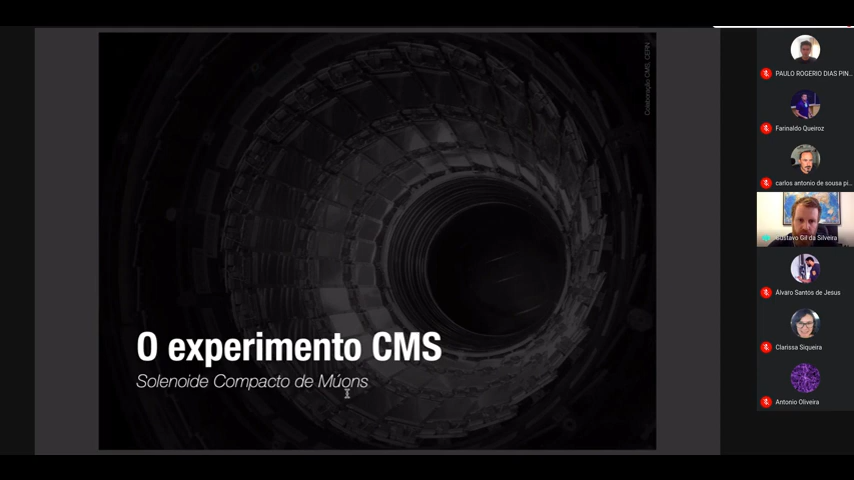 Colaboração CMS, CERN
O experimento CMS
Solenoide Compacto de Múons
PAULO ROGERIO DIAS PIN...
Farinaldo Queiroz
carlos antonio de sousa pi...
Gustavo Gil da Silveira
Álvaro Santos de Jesus
Clarissa Siqueira
Antonio Oliveira